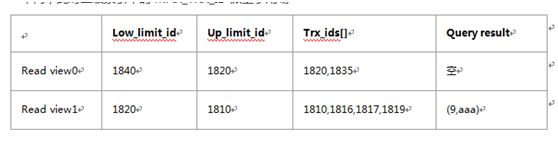 Low_limit_id Up_limit_id Trx_ids[] Query result
Read view0 1840 1820 1820,1835 空
Read view1 1820 1810 1810,1816,1817,1819 (9,aaa)